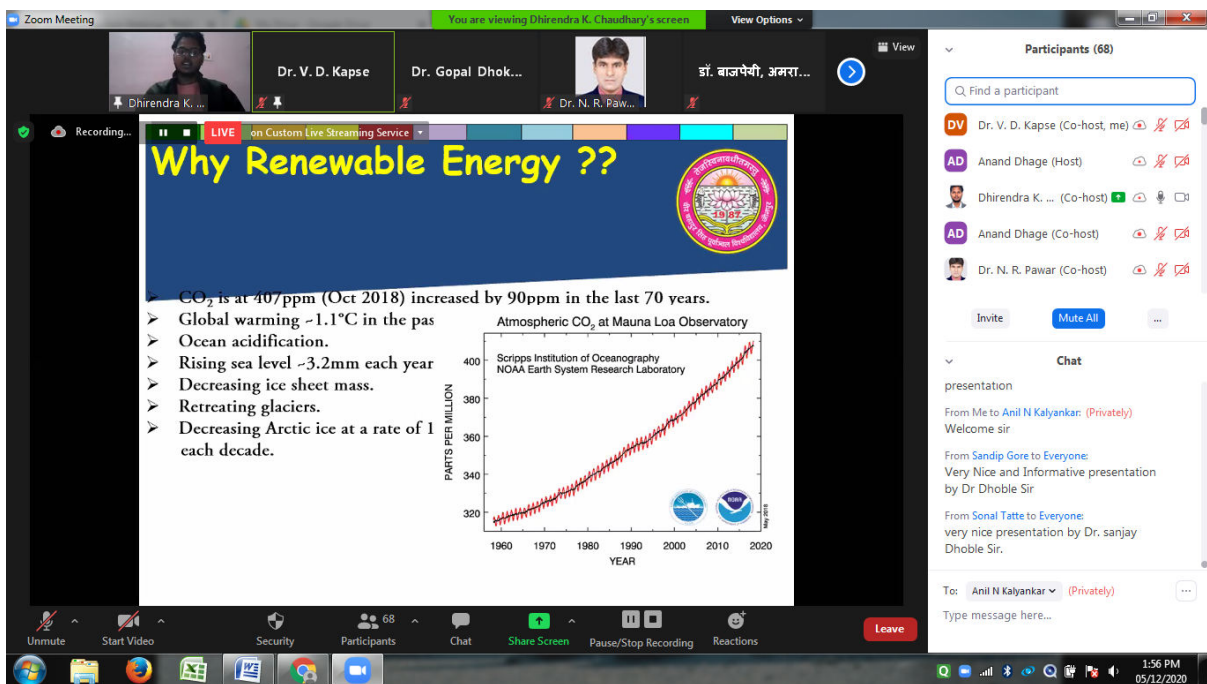 Zoom Meeting
You are viewing Dhirendra K. Chaudhary's screen
View Options
Dhirendra K. ...
Dr. V. D. Kapse
Dr. Gopal Dhok...
Dr. N. R. Paw...
डॉ. बाजपेयी, अमरा...
View
Recording...
LIVE
on Custom Live Streaming Service
Why Renewable Energy ??
1987
➤ CO₂ is at 407ppm (Oct 2018) increased by 90ppm in the last 70 years.
➤ Global warming ~1.1°C in the pas
➤ Ocean acidification.
➤ Rising sea level ~3.2mm each year
➤ Decreasing ice sheet mass.
➤ Retreating glaciers.
➤ Decreasing Arctic ice at a rate of 1
each decade.
Atmospheric CO₂ at Mauna Loa Observatory
Scripps Institution of Oceanography
NOAA Earth System Research Laboratory
PARTS PER MILLION
400
380
360
340
320
1960 1970 1980 1990 2000 2010 2020
YEAR
NOAA
May 2018
Participants (68)
Find a participant
DV Dr. V. D. Kapse (Co-host, me)
AD Anand Dhage (Host)
Dhirendra K. ... (Co-host)
AD Anand Dhage (Co-host)
Dr. N. R. Pawar (Co-host)
Invite
Mute All
...
Chat
presentation
From Me to Anil N Kalyankar: (Privately)
Welcome sir
From Sandip Gore to Everyone:
Very Nice and Informative presentation
by Dr Dhoble Sir
From Sonal Tatte to Everyone:
very nice presentation by Dr. sanjay
Dhoble Sir.
To: Anil N Kalyankar (Privately)
...
Type message here...
Unmute
Start Video
Security
68
Participants
Chat
Share Screen
Pause/Stop Recording
Reactions
Leave
1:56 PM
05/12/2020